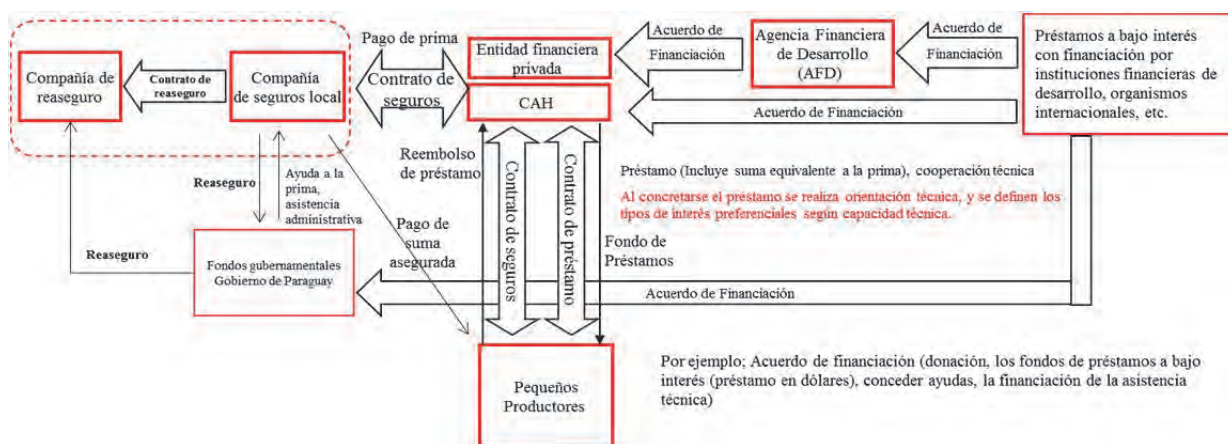 Compañía de
reaseguro
Contrato de
reaseguro
Compañía
de seguros local
Pago de prima
Contrato de
seguros
Entidad financiera
privada
CAH
Acuerdo de
Financiación
Agencia Financiera
de Desarrollo
(AFD)
Acuerdo de
Financiación
Préstamos a bajo interés
con financiación por
instituciones financieras de
desarrollo, organismos
internacionales, etc.
Acuerdo de Financiación
Reembolso
de préstamo
Contrato de seguros
Contrato de préstamo
Préstamo (Incluye suma equivalente a la prima), cooperación técnica
Al concretarse el préstamo se realiza orientación técnica, y se definen los
tipos de interés preferenciales según capacidad técnica.
Reaseguro
Ayuda a la
prima,
asistencia
administrativa
Pago de
suma
asegurada
Fondo de
Préstamos
Reaseguro
Fondos gubernamentales
Gobierno de Paraguay
Acuerdo de Financiación
Pequeños
Productores
Por ejemplo; Acuerdo de financiación (donación, los fondos de préstamos a bajo
interés (préstamo en dólares), conceder ayudas, la financiación de la asistencia
técnica)